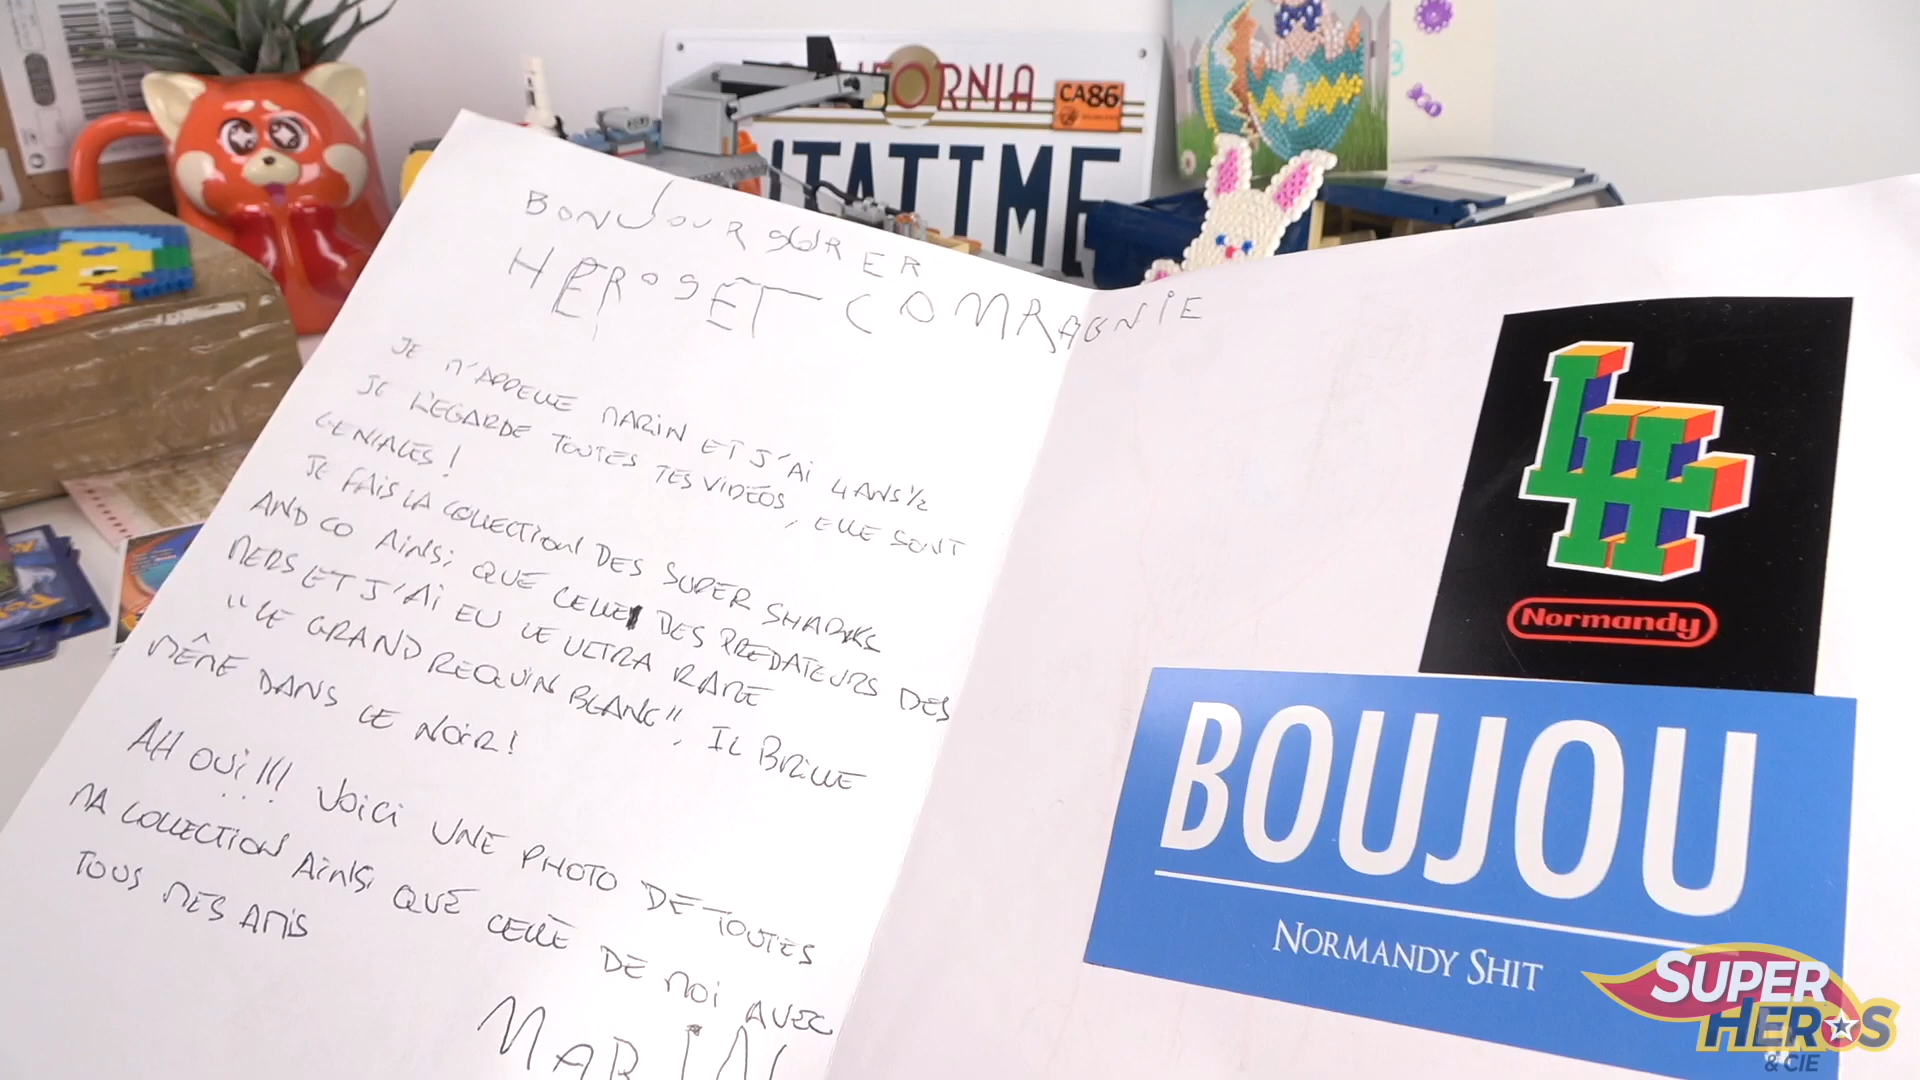 CALIFORNIA
CA86
BONJOUR SUPER
HEROS ET COMPAGNIE
JE M'APPELLE MARIN ET J'AI 4 ANS 1/2
JE REGARDE TOUTES TES VIDÉOS, ELLE SONT
GENIALES !
JE FAIS LA COLLECTION DES SUPER SHARKS
AND CO AINSI QUE CELLE DES PREDATEURS DES
MERS ET J'AI EU LE ULTRA RARE
"LE GRAND REQUIN BLANC", IL BRILLE
MÊME DANS LE NOIR!
AH OUI!!! VOICI UNE PHOTO DE TOUTES
MA COLLECTION AINSI QUE CELLE DE MOI AVEC
TOUS MES AMIS
MARIN
LH
Normandy
BOUJOU
NORMANDY SHIT
SUPER
HEROS
& CIE